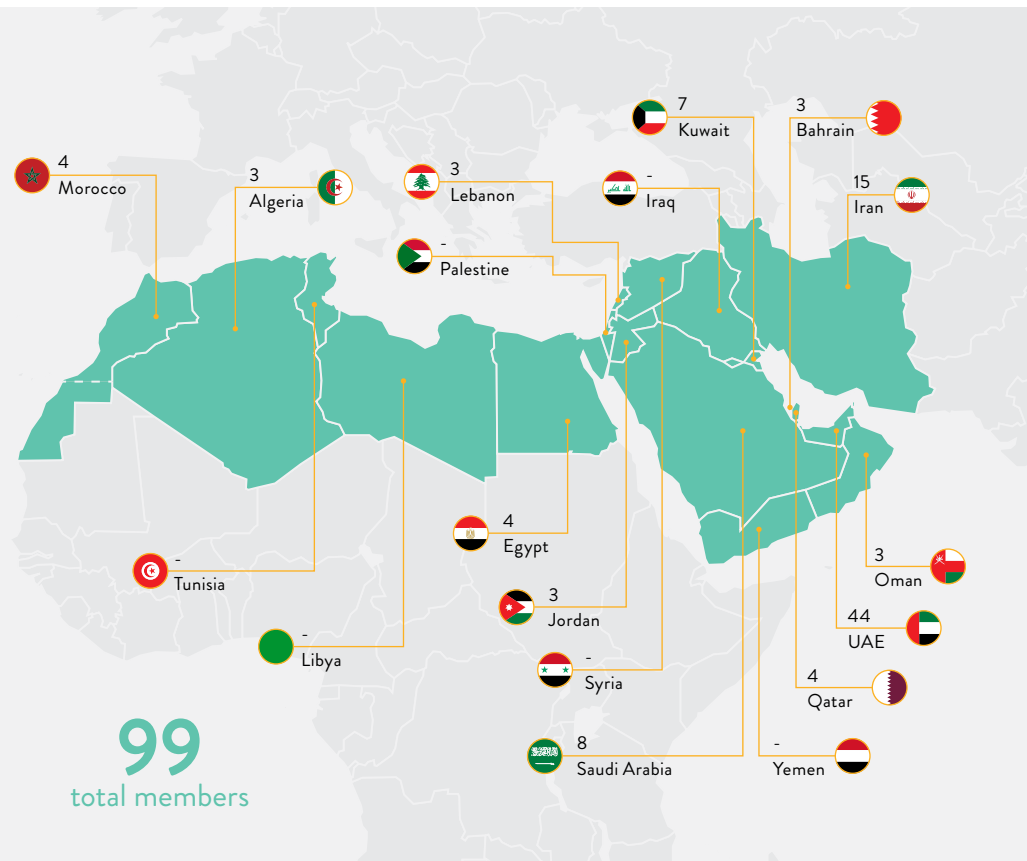 7
Kuwait
3
Bahrain
4
Morocco
3
Algeria
3
Lebanon
-
Iraq
15
Iran
-
Palestine
4
Egypt
-
Tunisia
3
Oman
3
Jordan
44
UAE
-
Libya
-
Syria
4
Qatar
8
Saudi Arabia
-
Yemen
99
total members